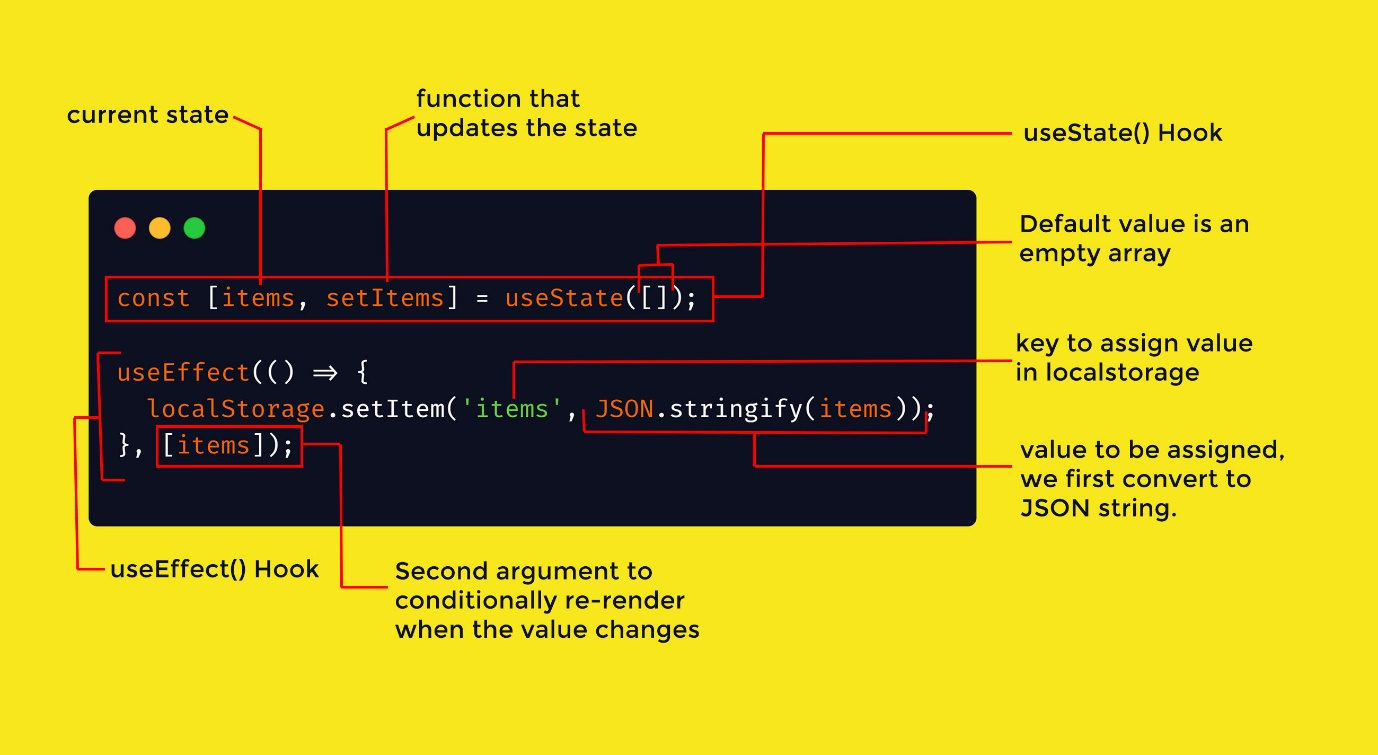 current state
function that
updates the state
useState() Hook
Default value is an
empty array
const [items, setItems] = useState([]);
key to assign value
in localstorage
useEffect(() ⇒ {
localStorage.setItem('items', JSON.stringify(items));
}, [items]);
value to be assigned,
we first convert to
JSON string.
useEffect() Hook
Second argument to
conditionally re-render
when the value changes